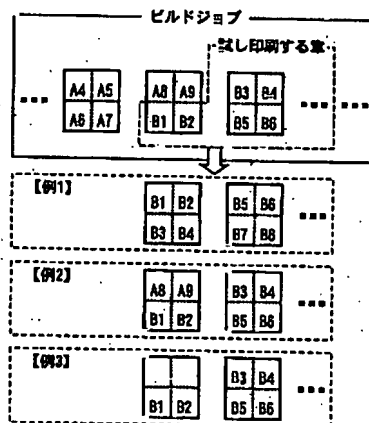 ビルドジョブ
試し印刷する章
A4 A5 A8 A9 B3 B4
... ... ...
A6 A7 B1 B2 B5 B6
【例1】
B1 B2 B5 B6
...
B3 B4 B7 B8
【例2】
A8 A9 B3 B4
...
B1 B2 B5 B6
【例3】
B3 B4
...
B1 B2 B5 B6